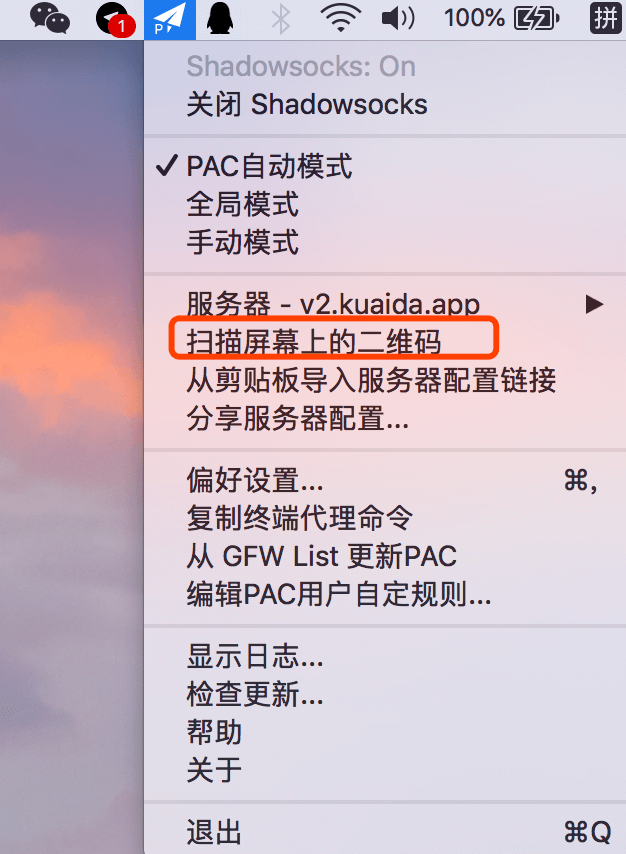 1
P
100%
拼
Shadowsocks: On
关闭 Shadowsocks
PAC自动模式
全局模式
手动模式
服务器 - v2.kuaida.app
扫描屏幕上的二维码
从剪贴板导入服务器配置链接
分享服务器配置...
偏好设置... ⌘,
复制终端代理命令
从 GFW List 更新PAC
编辑PAC用户自定规则...
显示日志...
检查更新...
帮助
关于
退出 ⌘Q